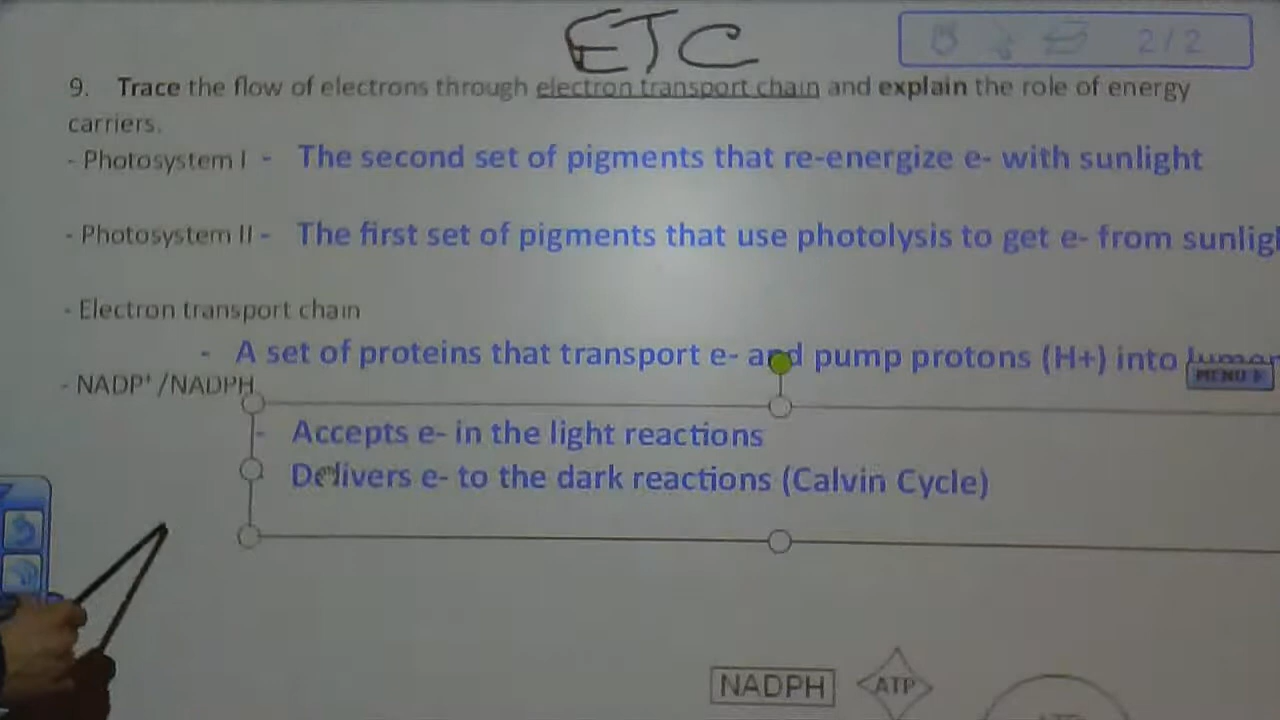 ETC
2 / 2
9. Trace the flow of electrons through electron transport chain and explain the role of energy
carriers.
- Photosystem I - The second set of pigments that re-energize e- with sunlight
- Photosystem II - The first set of pigments that use photolysis to get e- from
- Electron transport chain
- A set of proteins that transport e- and pump protons (H+) into
MENU
- NADP⁺ /NADPH
- Accepts e- in the light reactions
Delivers e- to the dark reactions (Calvin Cycle)
NADPH
ATP